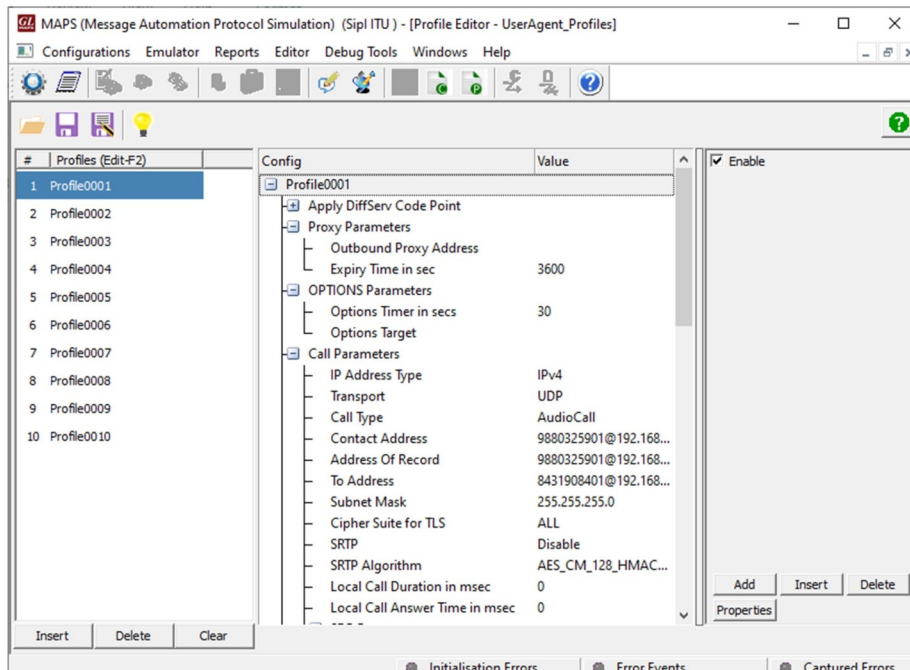 GL MAPS MAPS (Message Automation Protocol Simulation) (Sipl ITU ) - [Profile Editor - UserAgent_Profiles]
Configurations Emulator Reports Editor Debug Tools Windows Help
# Profiles (Edit-F2)
1 Profile0001
2 Profile0002
3 Profile0003
4 Profile0004
5 Profile0005
6 Profile0006
7 Profile0007
8 Profile0008
9 Profile0009
10 Profile0010
Insert Delete Clear
Config Value
Profile0001
Apply DiffServ Code Point
Proxy Parameters
Outbound Proxy Address
Expiry Time in sec 3600
OPTIONS Parameters
Options Timer in secs 30
Options Target
Call Parameters
IP Address Type IPv4
Transport UDP
Call Type AudioCall
Contact Address 9880325901@192.168...
Address Of Record 9880325901@192.168...
To Address 8431908401@192.168...
Subnet Mask 255.255.255.0
Cipher Suite for TLS ALL
SRTP Disable
SRTP Algorithm AES_CM_128_HMAC...
Local Call Duration in msec 0
Local Call Answer Time in msec 0
Enable
Add Insert Delete
Properties
Initialisation Errors Error Events Captured Errors